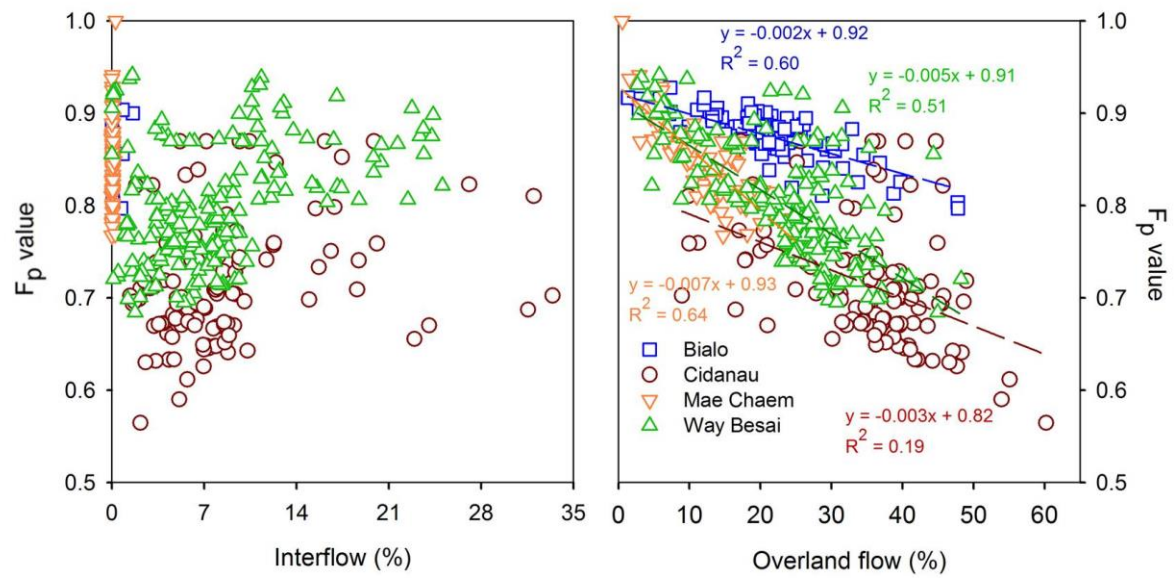 1.0
0.9
0.8
0.7
0.6
0.5
Fp value
0
7
14
21
28
35
Interflow (%)
y = -0.002x + 0.92
R2 = 0.60
y = -0.005x + 0.91
R2 = 0.51
y = -0.007x + 0.93
R2 = 0.64
Bialo
Cidanau
Mae Chaem
Way Besai
y = -0.003x + 0.82
R2 = 0.19
0
10
20
30
40
50
60
Overland flow (%)
1.0
0.9
0.8
0.7
0.6
0.5
Fp value